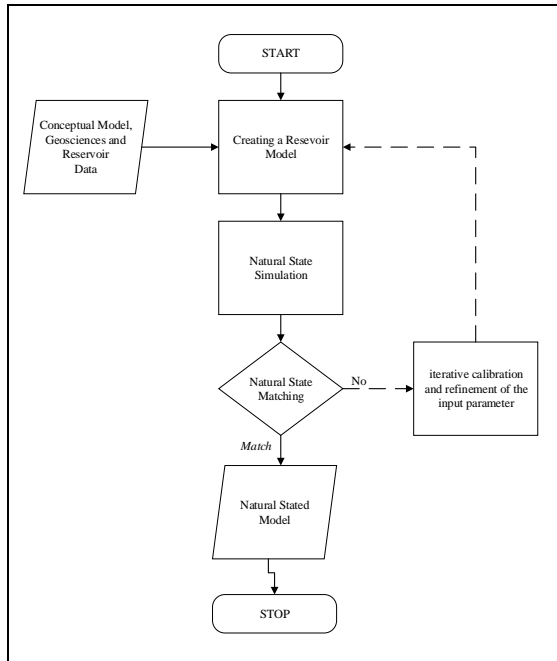 START
Conceptual Model,
Geosciences and
Reservoir
Data
Creating a Resevoir
Model
Natural State
Simulation
Natural State
Matching
No
iterative calibration
and refinement of the
input parameter
Match
Natural Stated
Model
STOP